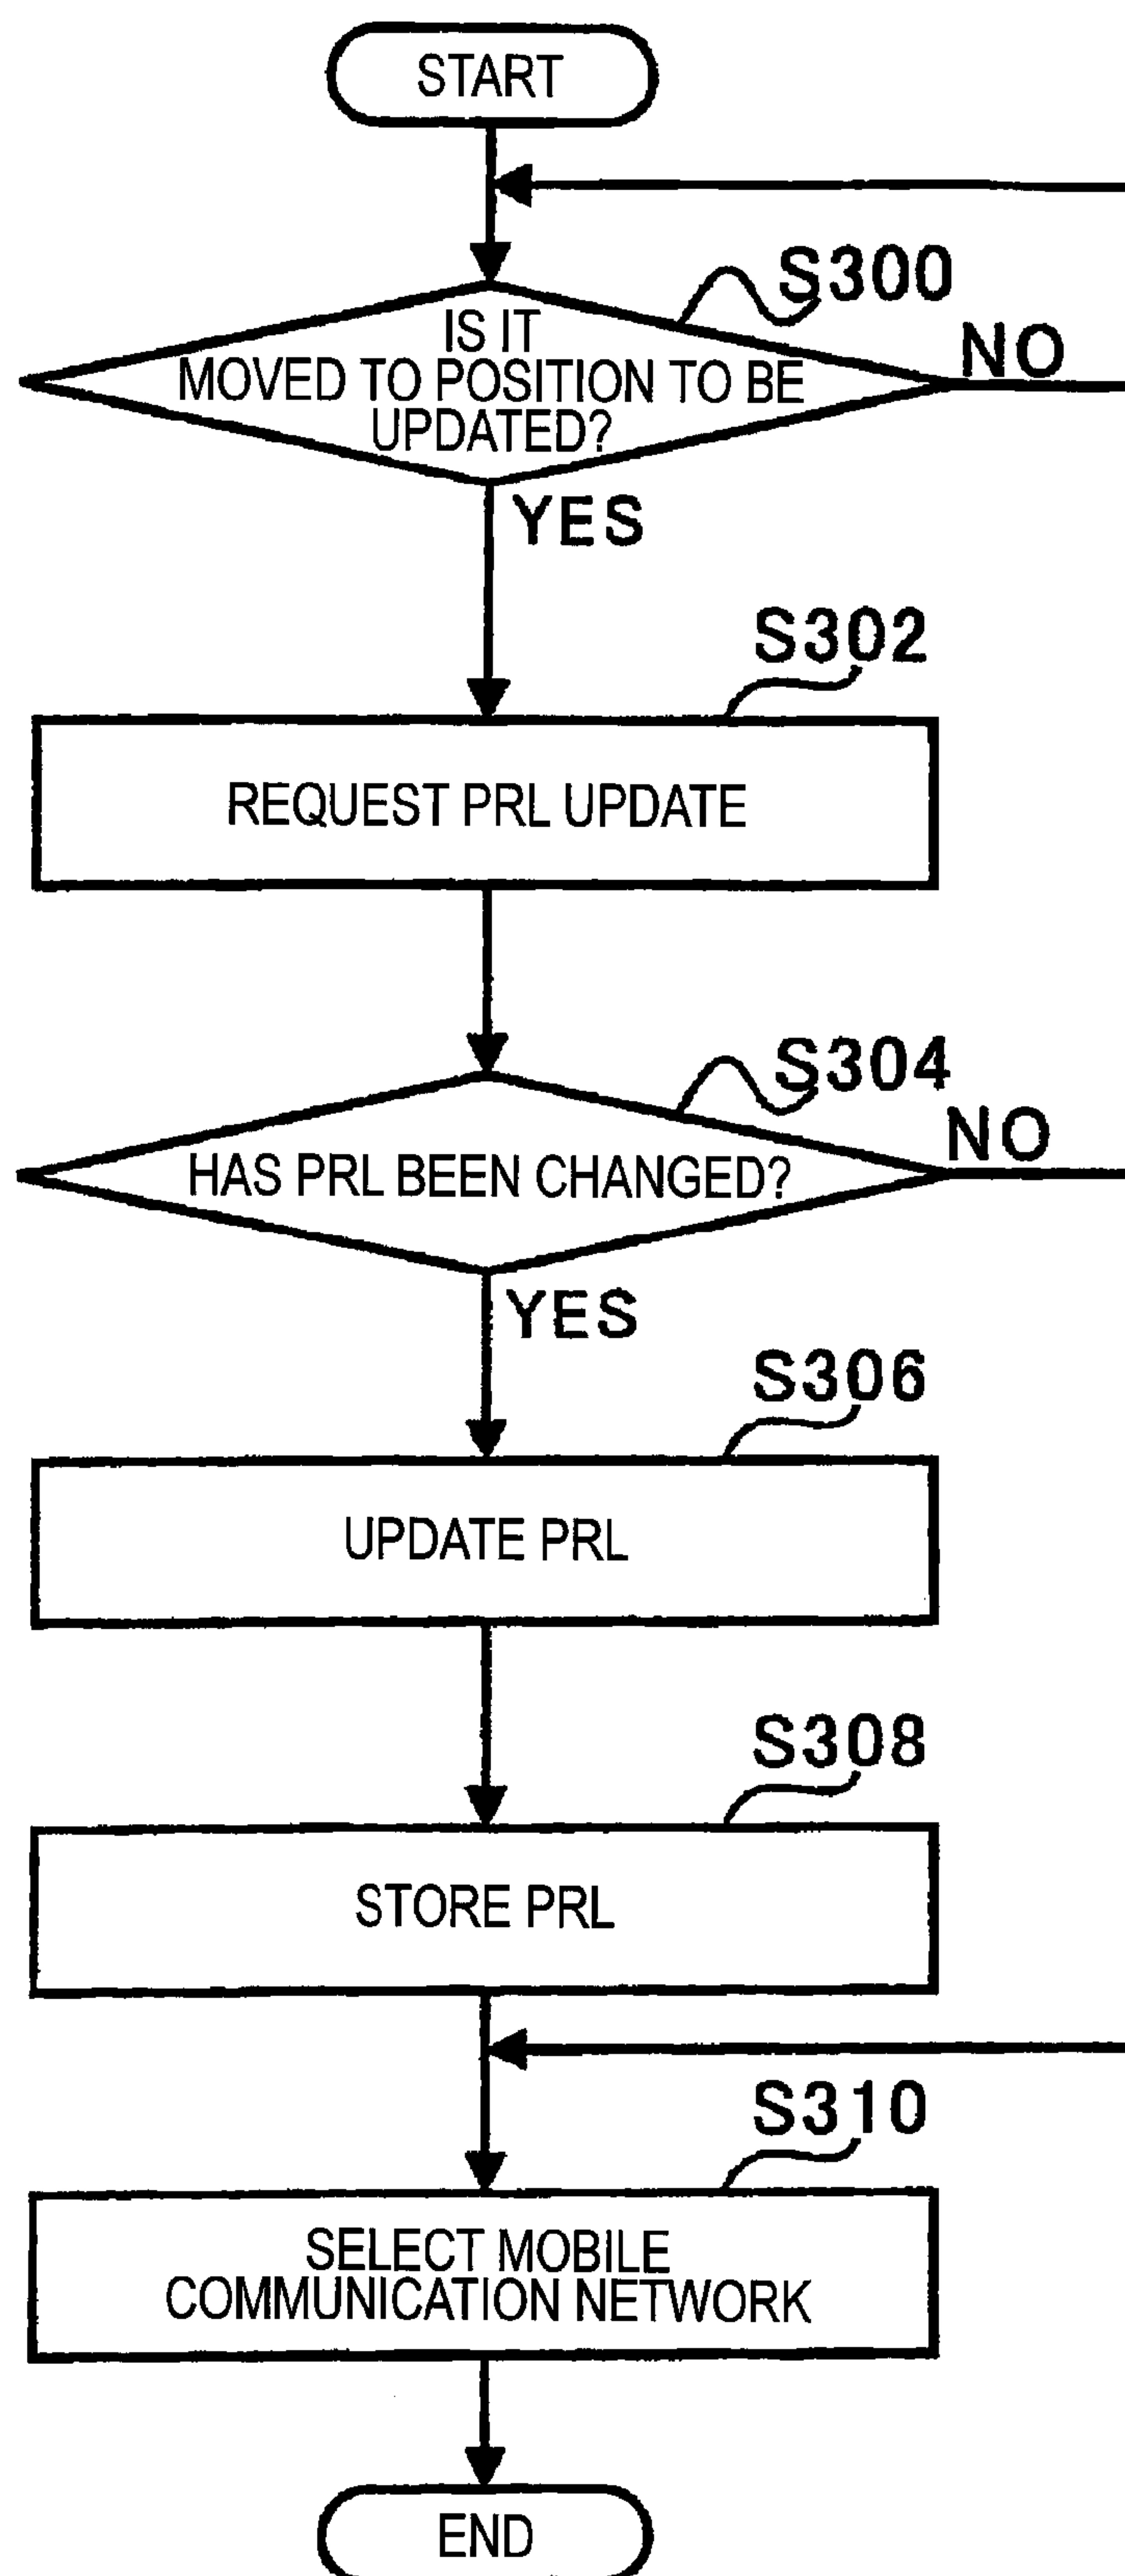 START
S300
IS IT
MOVED TO POSITION TO BE
UPDATED?
NO
YES
S302
REQUEST PRL UPDATE
S304
HAS PRL BEEN CHANGED?
NO
YES
S306
UPDATE PRL
S308
STORE PRL
S310
SELECT MOBILE
COMMUNICATION NETWORK
END